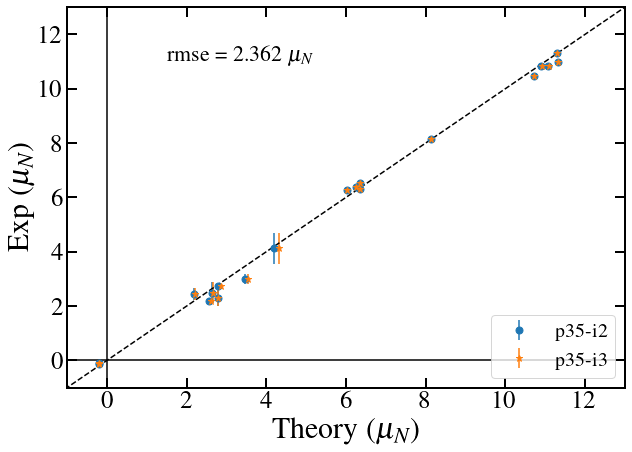 rmse = 2.362 μN
Exp (μN)
12
10
8
6
4
2
0
p35-i2
p35-i3
0 2 4 6 8 10 12
Theory (μN)